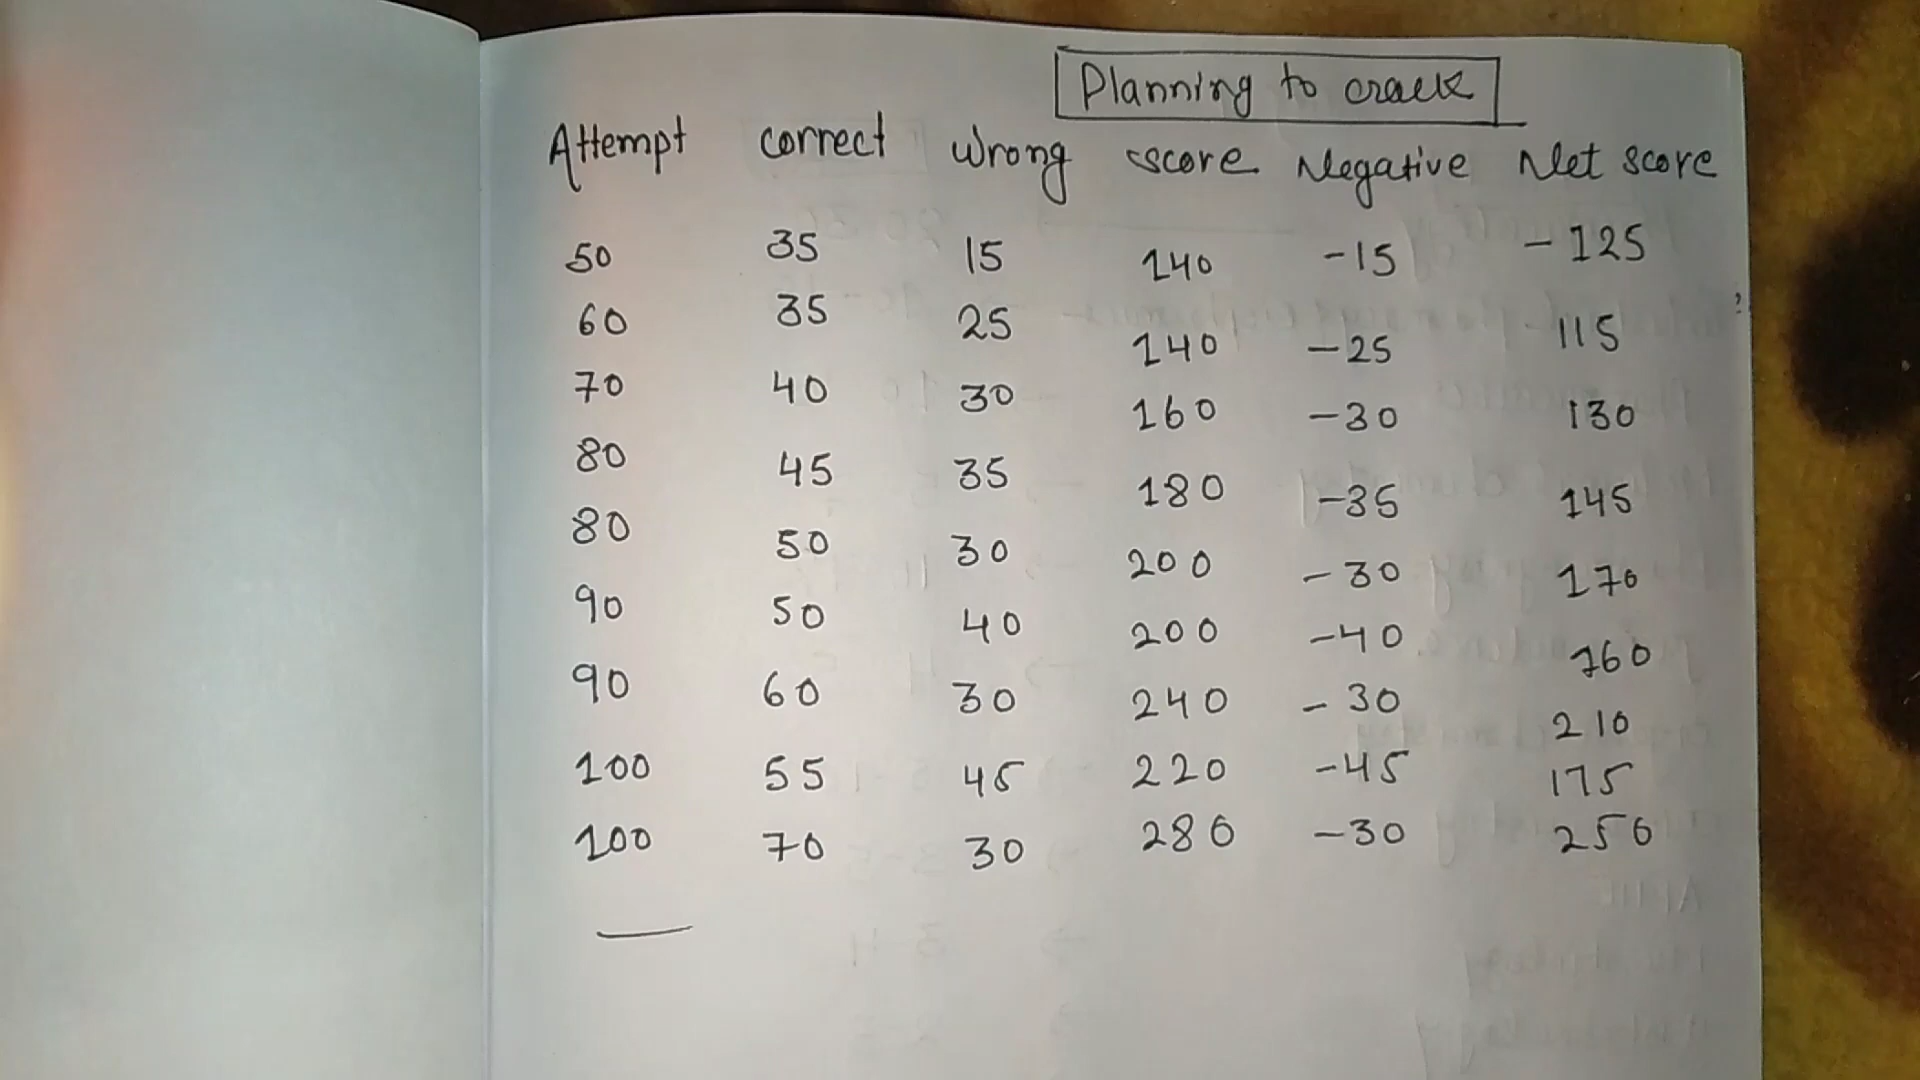 Planning to crack
Attempt correct Wrong score Negative Net score
50 35 15 140 -15 - 125
60 35 25 140 -25 115
70 40 30 160 -30 130
80 45 35 180 -35 145
80 50 30 200 -30 170
90 50 40 200 -40 160
90 60 30 240 -30 210
100 55 45 220 -45 175
100 70 30 280 -30 250